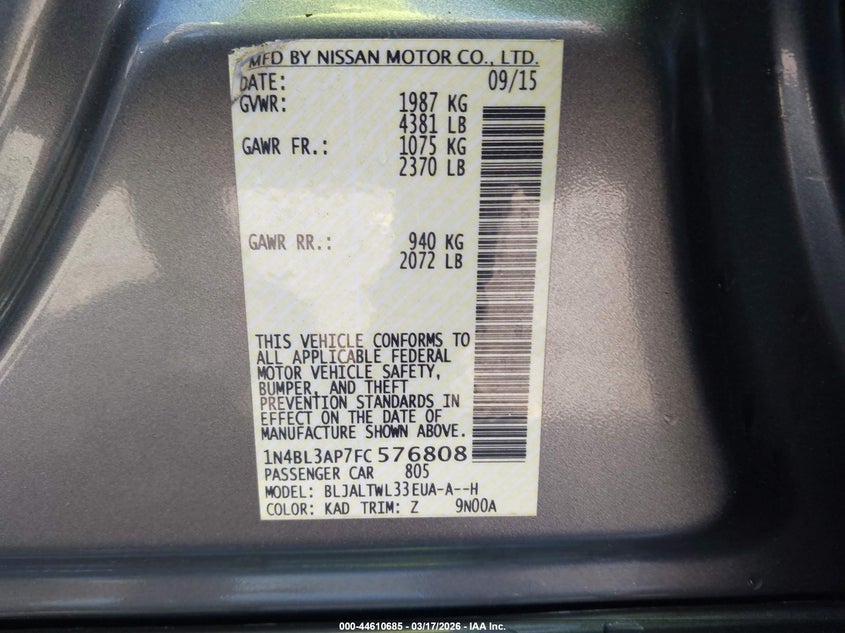 MFD BY NISSAN MOTOR CO., LTD.
DATE: 09/15
GVWR: 1987 KG
4381 LB
GAWR FR.: 1075 KG
2370 LB
GAWR RR.: 940 KG
2072 LB
THIS VEHICLE CONFORMS TO
ALL APPLICABLE FEDERAL
MOTOR VEHICLE SAFETY,
BUMPER, AND THEFT
PREVENTION STANDARDS IN
EFFECT ON THE DATE OF
MANUFACTURE SHOWN ABOVE.
1N4BL3AP7FC576808
PASSENGER CAR 805
MODEL: BLJALTWL33EUA-A--H
COLOR: KAD TRIM: Z 9N00A
000-44610685 - 03/17/2026 - IAA Inc.